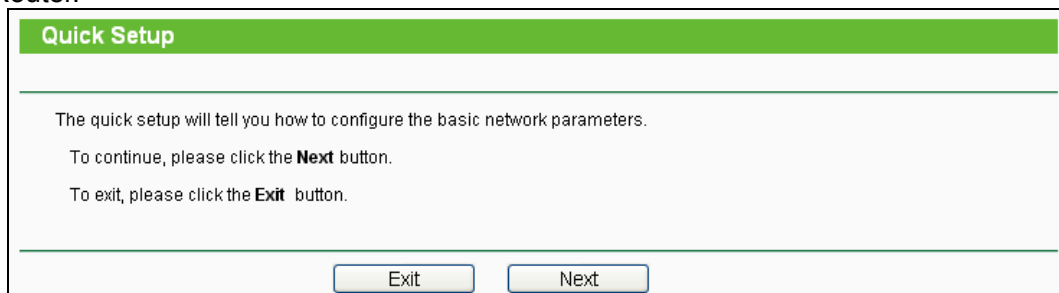 Quick Setup
The quick setup will tell you how to configure the basic network parameters.
To continue, please click the Next button.
To exit, please click the Exit button.
Exit Next